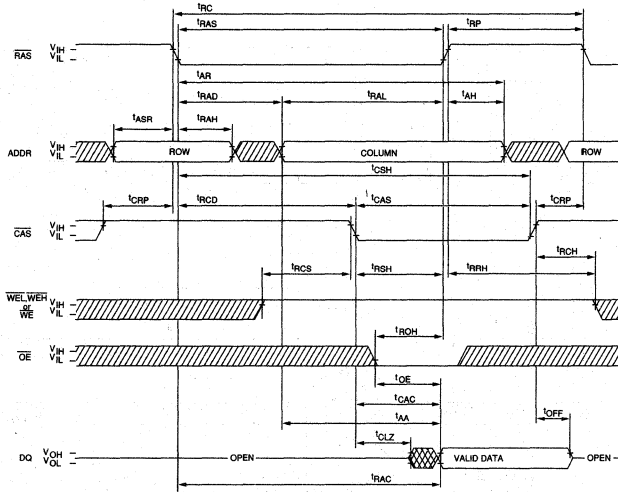 tRC
tRAS
tRP
RAS VIH
VIL
tAR
tRAD
tRAL
tAH
tASR
tRAH
ADDR VIH
VIL
ROW
COLUMN
ROW
tCSH
tCRP
tRCD
tCAS
tCRP
CAS VIH
VIL
tRCH
tRCS
tRSH
tRRH
WEL, WEH
or
WE
VIH
VIL
tROH
OE VIH
VIL
tOE
tCAC
tAA
tOFF
tCLZ
DQ VOH
VOL
OPEN
VALID DATA
OPEN
tRAC